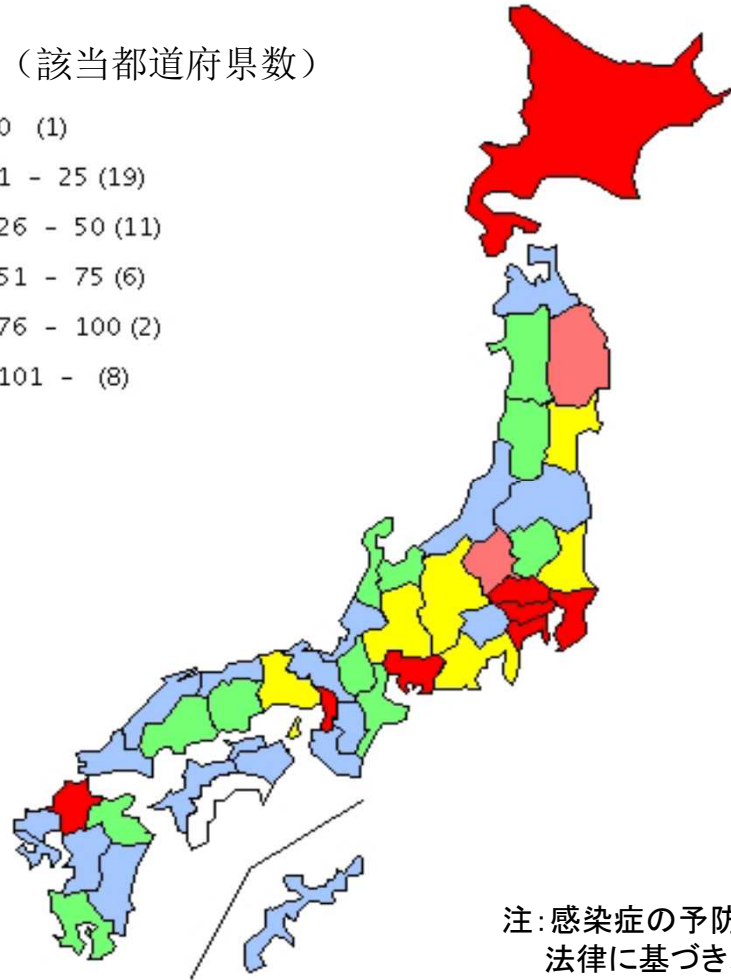 （該当都道府県数）
0 (1)
1 - 25 (19)
26 - 50 (11)
51 - 75 (6)
76 - 100 (2)
101 - (8)
注:感染症の予防
法律に基づき